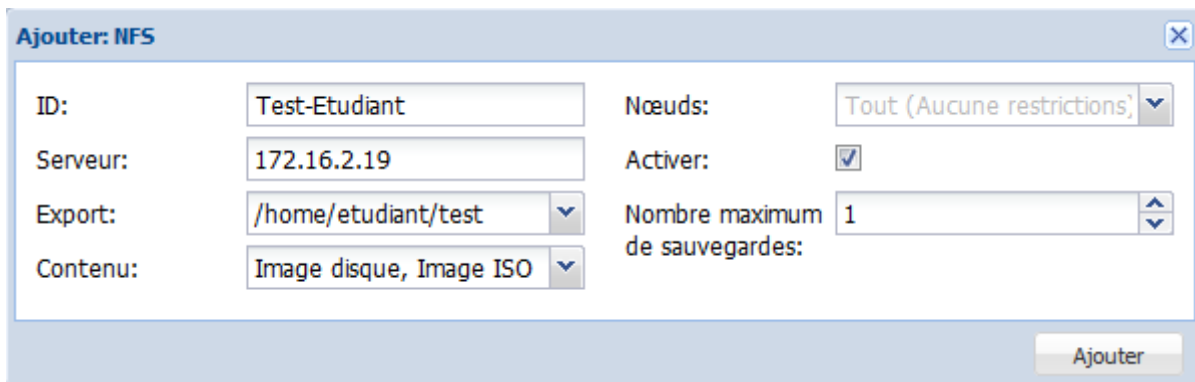 Ajouter: NFS
ID:
Test-Etudiant
Serveur:
172.16.2.19
Export:
/home/etudiant/test
Contenu:
Image disque, Image ISO
Nœuds:
Tout (Aucune restrictions)
Activer:
Nombre maximum
de sauvegardes:
1
Ajouter